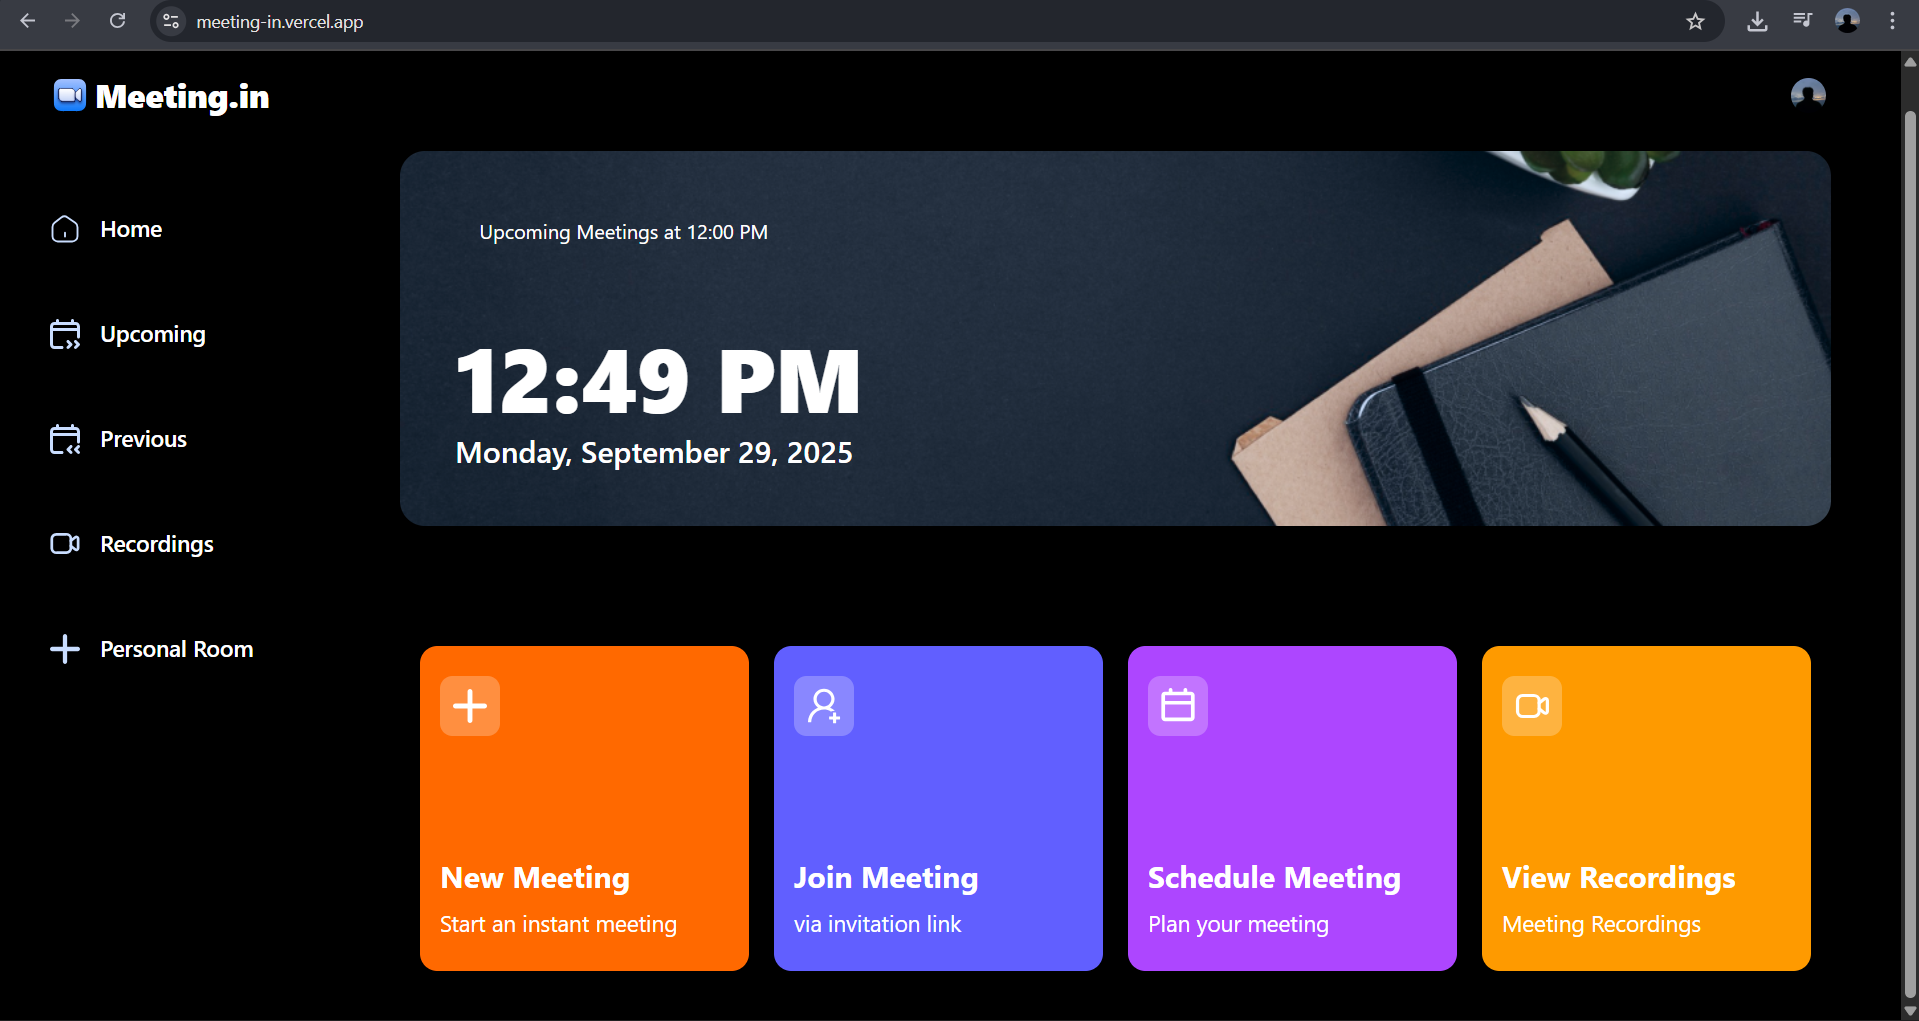 meeting-in.vercel.app
Meeting.in
Home
Upcoming
Previous
Recordings
Personal Room
Upcoming Meetings at 12:00 PM
12:49 PM
Monday, September 29, 2025
New Meeting
Start an instant meeting
Join Meeting
via invitation link
Schedule Meeting
Plan your meeting
View Recordings
Meeting Recordings